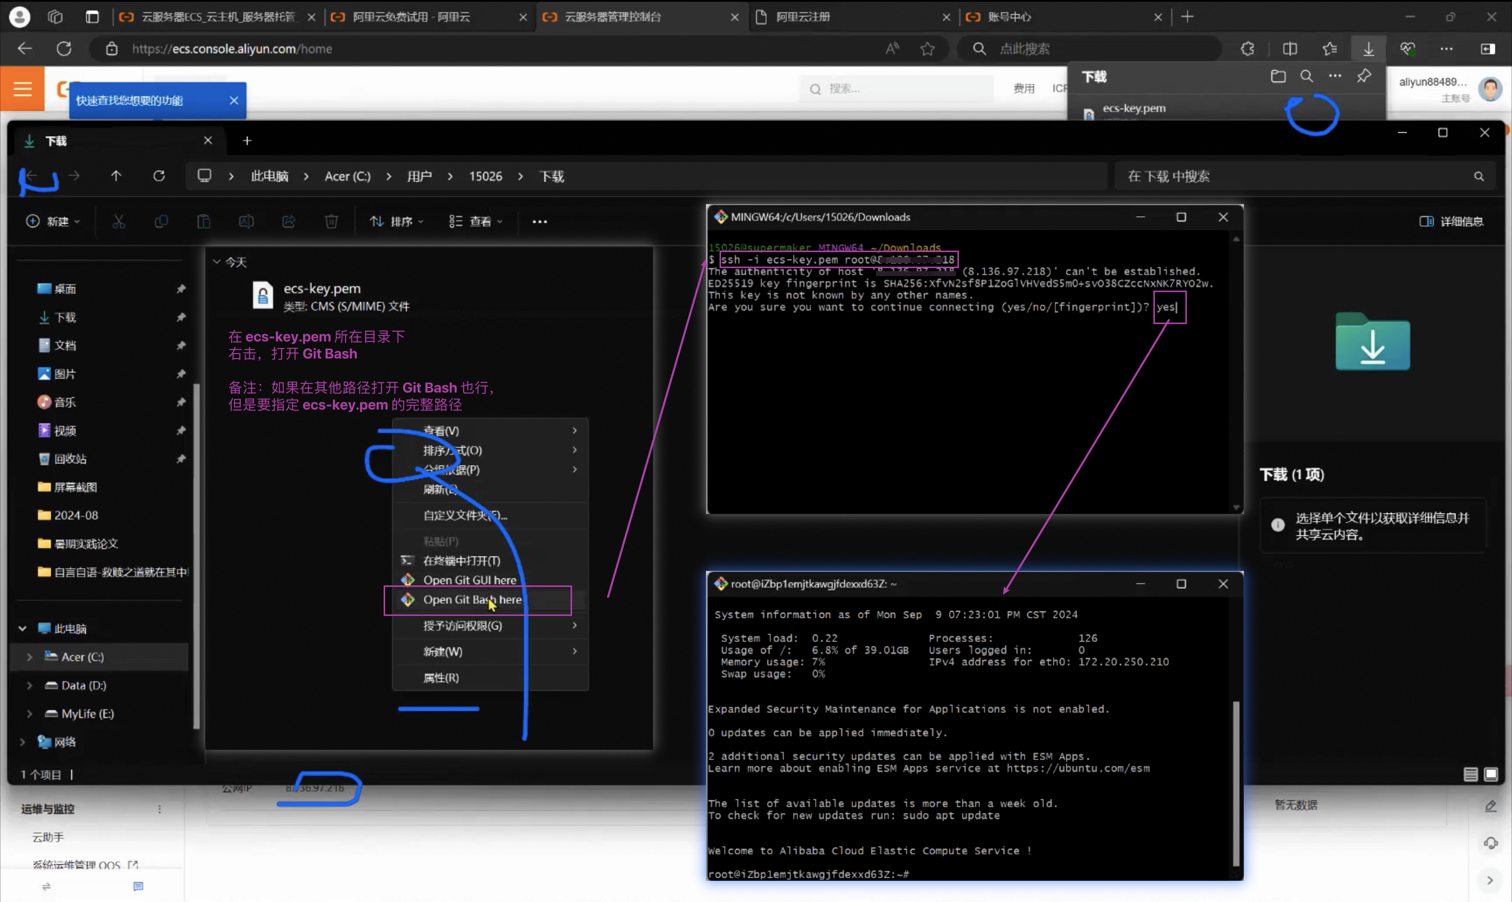 云服务器ECS_云主机_服务器托管_
阿里云免费试用 - 阿里云
云服务器管理控制台
阿里云注册
账号中心
https://ecs.console.aliyun.com/home
点此搜索
快速查找您想要的功能
搜索...
费用
ICP
下载
ecs-key.pem
aliyun88489...
主账号
下载
此电脑 > Acer (C:) > 用户 > 15026 > 下载
在 下载 中搜索
新建
排序
查看
详细信息
桌面
下载
文档
图片
音乐
视频
回收站
屏幕截图
2024-08
暑期实践论文
自言自语-救赎之道就在其中
此电脑
Acer (C:)
Data (D:)
MyLife (E:)
网络
1 个项目
今天
ecs-key.pem
类型: CMS (S/MIME) 文件
在 ecs-key.pem 所在目录下
右击，打开 Git Bash
备注：如果在其他路径打开 Git Bash 也行，
但是要指定 ecs-key.pem 的完整路径
查看(V)
排序方式(O)
分组依据(P)
刷新(E)
自定义文件夹(F)...
粘贴(P)
在终端中打开(T)
Open Git GUI here
Open Git Bash here
授予访问权限(G)
新建(W)
属性(R)
MINGW64:/c/Users/15026/Downloads
15026@supermaker MINGW64 ~/Downloads
$ ssh -i ecs-key.pem root@8.136.97.218
The authenticity of host '8.136.97.218 (8.136.97.218)' can't be established.
ED25519 key fingerprint is SHA256:XfvN2sf8P1ZoGlVHVedS5mO+svO38CZccNxNK7RYO2w.
This key is not known by any other names.
Are you sure you want to continue connecting (yes/no/[fingerprint])? yes
下载 (1 项)
选择单个文件以获取详细信息并
共享云内容。
root@iZbp1emjtkawgjfdexxd63Z: ~
System information as of Mon Sep  9 07:23:01 PM CST 2024
System load:  0.22  Processes:  126
Usage of /:  6.8% of 39.01GB  Users logged in:  0
Memory usage: 7%  IPv4 address for eth0: 172.20.250.210
Swap usage:  0%
Expanded Security Maintenance for Applications is not enabled.
0 updates can be applied immediately.
2 additional security updates can be applied with ESM Apps.
Learn more about enabling ESM Apps service at https://ubuntu.com/esm
The list of available updates is more than a week old.
To check for new updates run: sudo apt update
Welcome to Alibaba Cloud Elastic Compute Service !
root@iZbp1emjtkawgjfdexxd63Z:~#
公网IP
8.136.97.218
运维与监控
云助手
系统运维管理 OOS
暂无数据